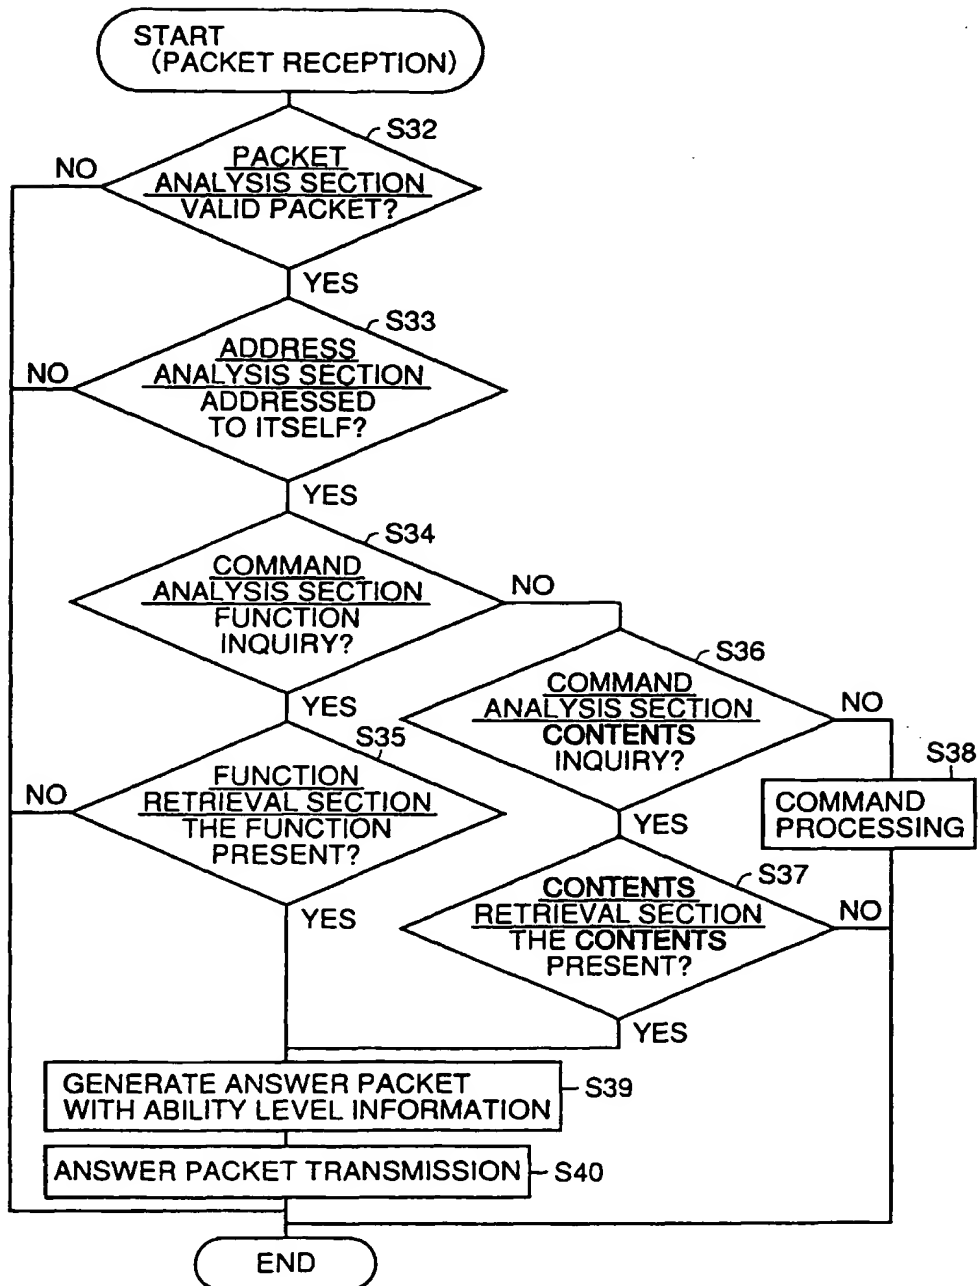 START
(PACKET RECEPTION)
S32
NO
PACKET
ANALYSIS SECTION
VALID PACKET?
YES
S33
NO
ADDRESS
ANALYSIS SECTION
ADDRESSED
TO ITSELF?
YES
S34
COMMAND
ANALYSIS SECTION
FUNCTION
INQUIRY?
NO
YES
S36
COMMAND
ANALYSIS SECTION
CONTENTS
INQUIRY?
NO
YES
S35
NO
FUNCTION
RETRIEVAL SECTION
THE FUNCTION
PRESENT?
YES
S38
COMMAND
PROCESSING
S37
CONTENTS
RETRIEVAL SECTION
THE CONTENTS
PRESENT?
NO
YES
GENERATE ANSWER PACKET
WITH ABILITY LEVEL INFORMATION
S39
ANSWER PACKET TRANSMISSION
S40
END